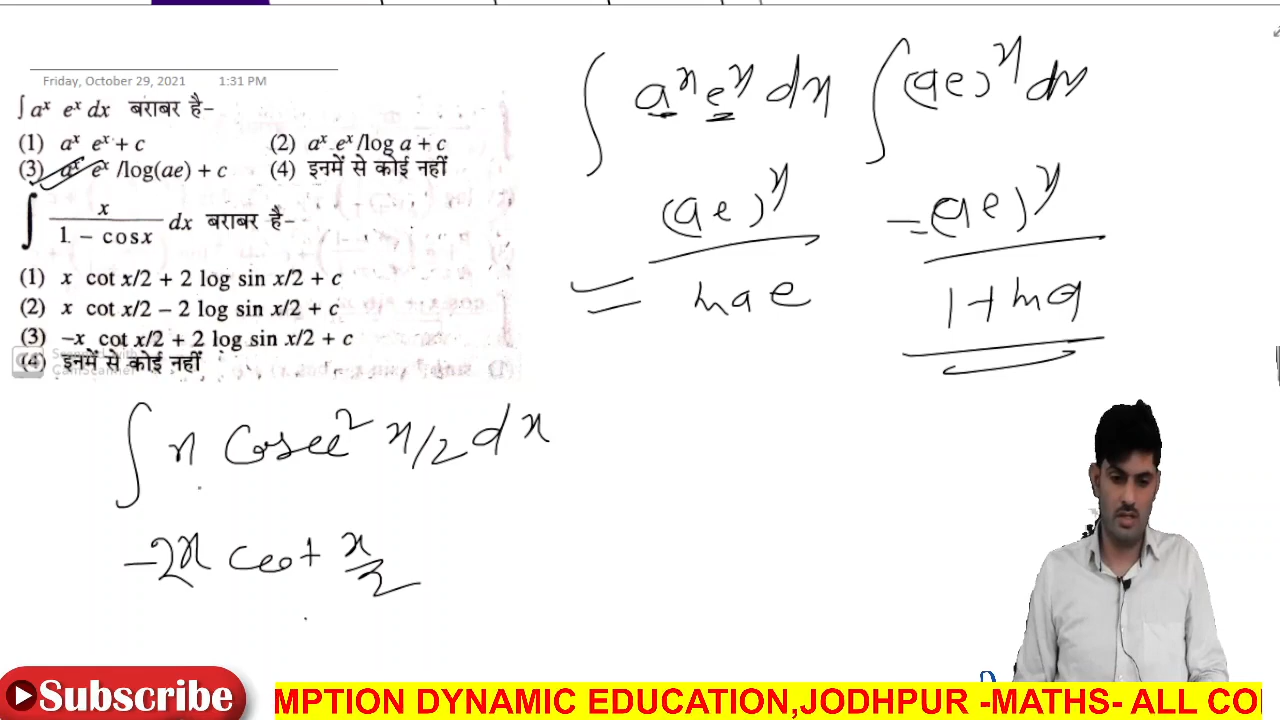 Friday, October 29, 2021 1:31 PM
∫ aˣ eˣ dx बराबर है–
(1) aˣ eˣ + c (2) aˣ eˣ /log a + c
(3) aˣ eˣ /log(ae) + c (4) इनमें से कोई नहीं
∫ x / (1 – cosx) dx बराबर है–
(1) x cot x/2 + 2 log sin x/2 + c
(2) x cot x/2 – 2 log sin x/2 + c
(3) –x cot x/2 + 2 log sin x/2 + c
(4) इनमें से कोई नहीं
CamScanner
∫ aˣ eˣ dx ∫ (ae)ˣ dx
= (ae)ˣ / ln ae = (ae)ˣ / 1 + ln a
∫ x cosec² x/2 dx
–2x cot x/2
Subscribe
MPTION DYNAMIC EDUCATION,JODHPUR -MATHS- ALL CO